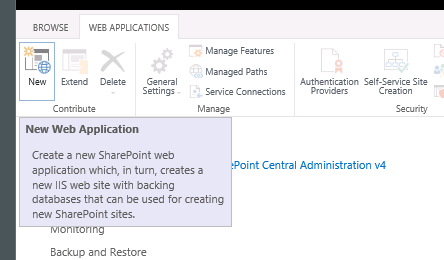 BROWSE
WEB APPLICATIONS
New
Extend
Delete
General
Settings
Manage Features
Managed Paths
Service Connections
Authentication
Providers
Self-Service Site
Creation
Contribute
Manage
Security
New Web Application
Create a new SharePoint web
application which, in turn, creates a
new IIS web site with backing
databases that can be used for creating
new SharePoint sites.
Point Central Administration v4
Monitoring
Backup and Restore